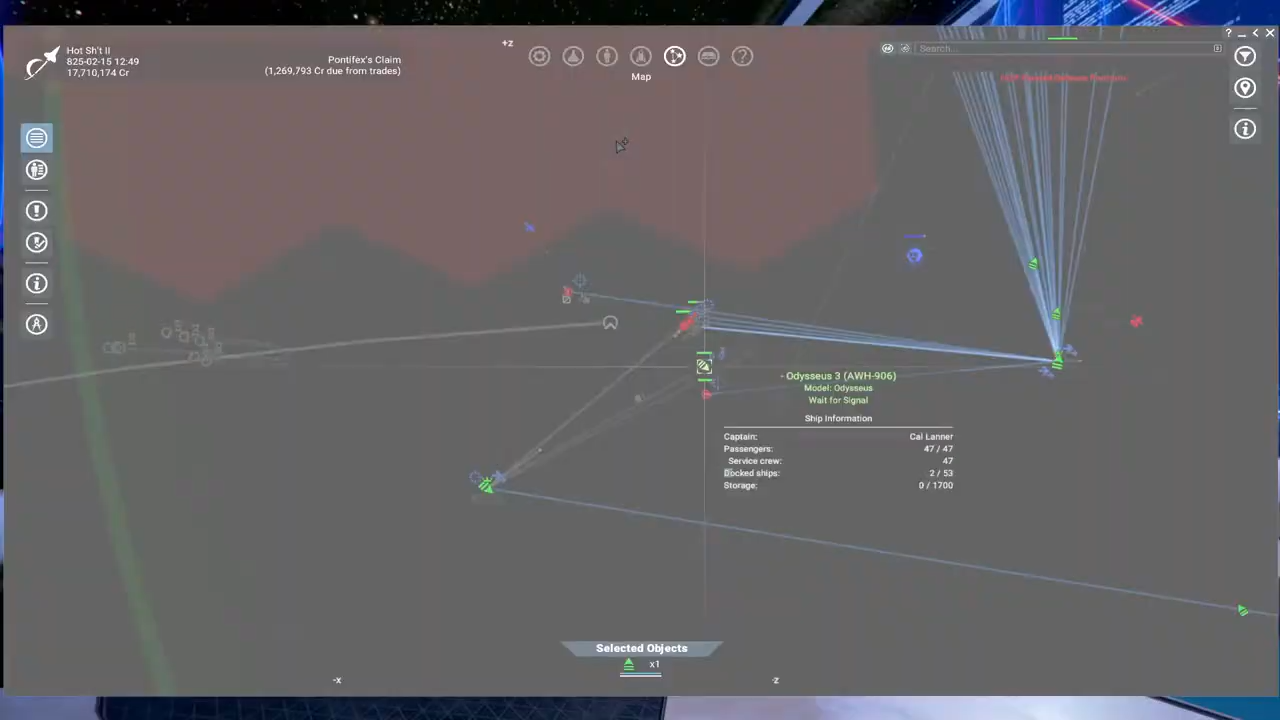 Hot Sh't II
825-02-15 12:49
17,710,174 Cr
Pontifex's Claim
(1,269,793 Cr due from trades)
+z
Map
Search...
? _ < X
- Odysseus 3 (AWH-906)
Model: Odysseus
Wait for Signal
Ship Information
Captain: Cal Lanner
Passengers: 47 / 47
Service crew: 47
Docked ships: 2 / 53
Storage: 0 / 1700
Selected Objects
x1
-x
-z